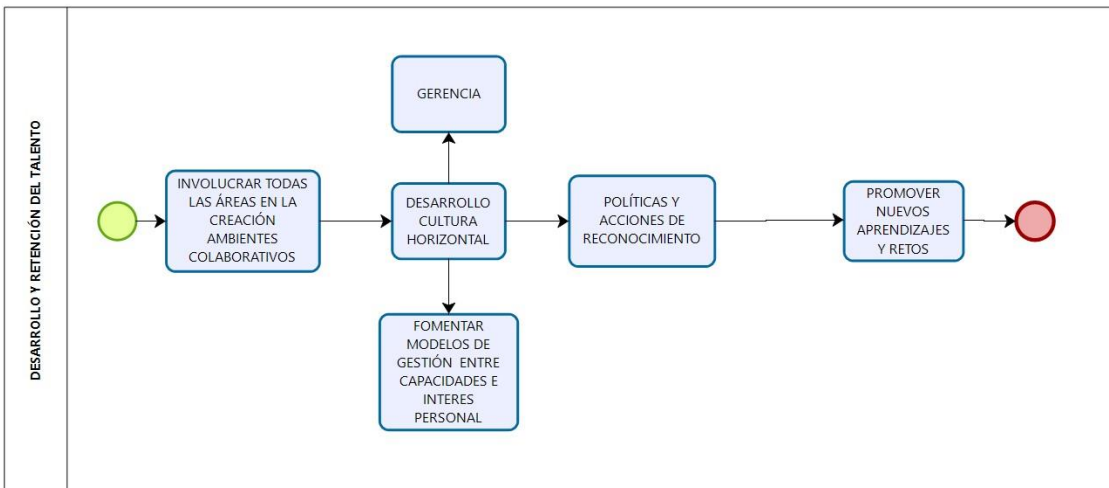 DESARROLLO Y RETENCIÓN DEL TALENTO
INVOLUCRAR TODAS
LAS ÁREAS EN LA
CREACIÓN
AMBIENTES
COLABORATIVOS
GERENCIA
DESARROLLO
CULTURA
HORIZONTAL
FOMENTAR
MODELOS DE
GESTIÓN ENTRE
CAPACIDADES E
INTERES
PERSONAL
POLÍTICAS Y
ACCIONES DE
RECONOCIMIENTO
PROMOVER
NUEVOS
APRENDIZAJES
Y RETOS